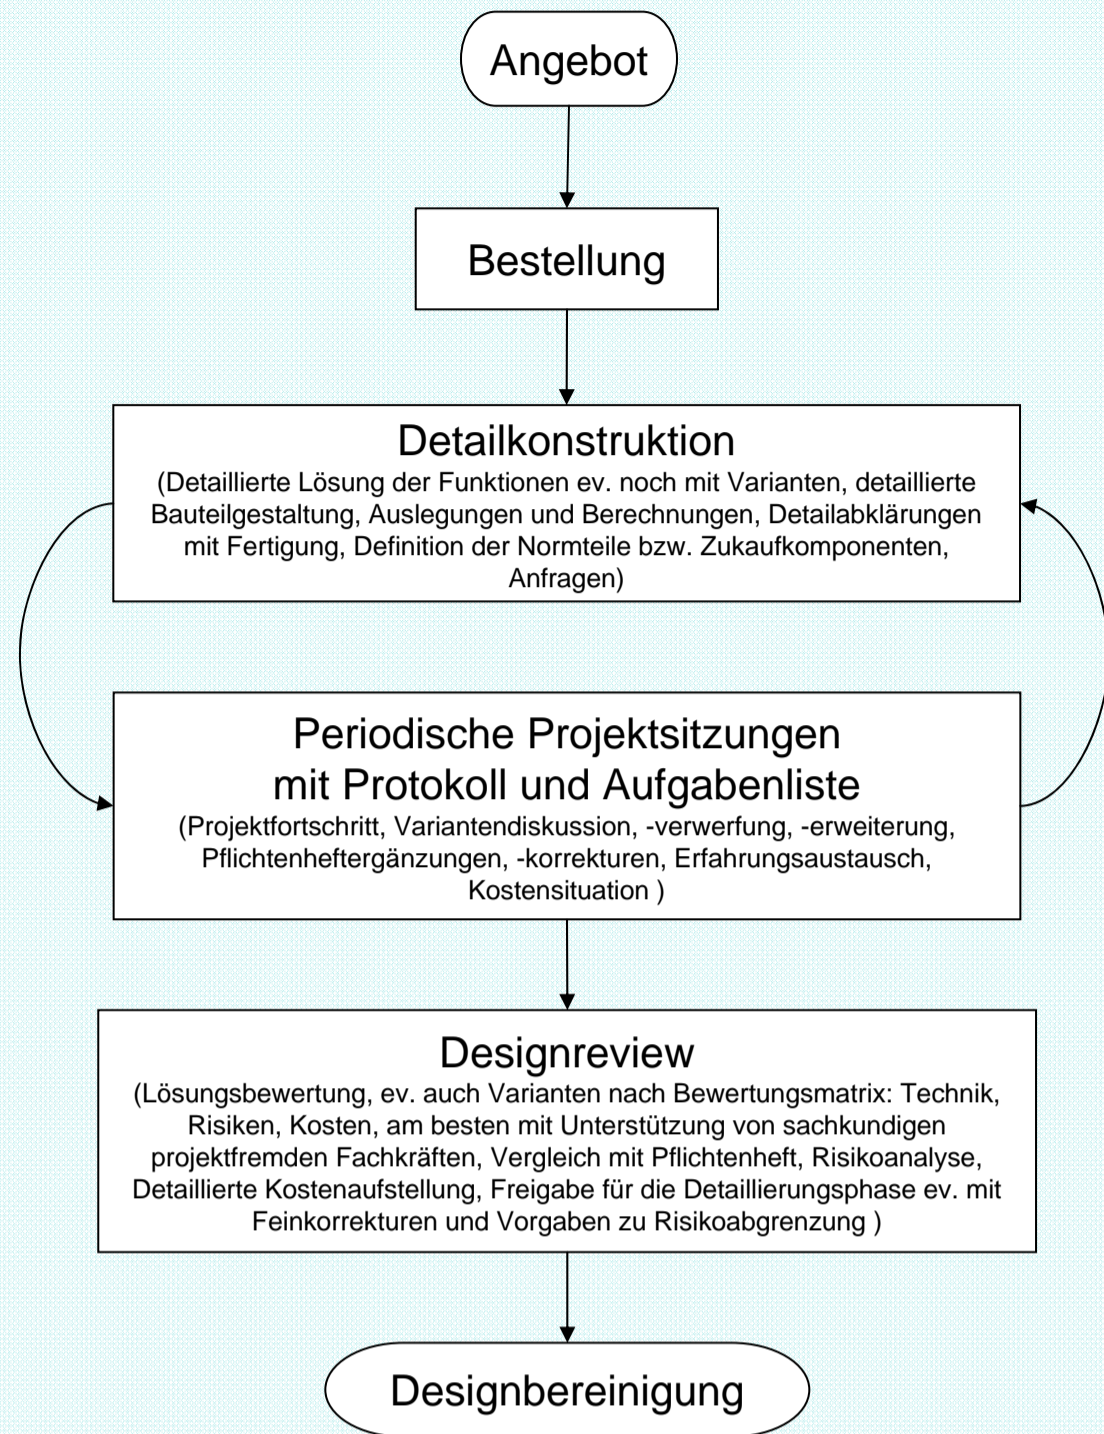 Angebot
Bestellung
Detailkonstruktion
(Detaillierte Lösung der Funktionen ev. noch mit Varianten, detaillierte
Bauteilgestaltung, Auslegungen und Berechnungen, Detailabklärungen
mit Fertigung, Definition der Normteile bzw. Zukaufkomponenten,
Anfragen)
Periodische Projektsitzungen
mit Protokoll und Aufgabenliste
(Projektfortschritt, Variantendiskussion, -verwerfung, -erweiterung,
Pflichtenheftergänzungen, -korrekturen, Erfahrungsaustausch,
Kostensituation )
Designreview
(Lösungsbewertung, ev. auch Varianten nach Bewertungsmatrix: Technik,
Risiken, Kosten, am besten mit Unterstützung von sachkundigen
projektfremden Fachkräften, Vergleich mit Pflichtenheft, Risikoanalyse,
Detaillierte Kostenaufstellung, Freigabe für die Detaillierungsphase ev. mit
Feinkorrekturen und Vorgaben zu Risikoabgrenzung )
Designbereinigung